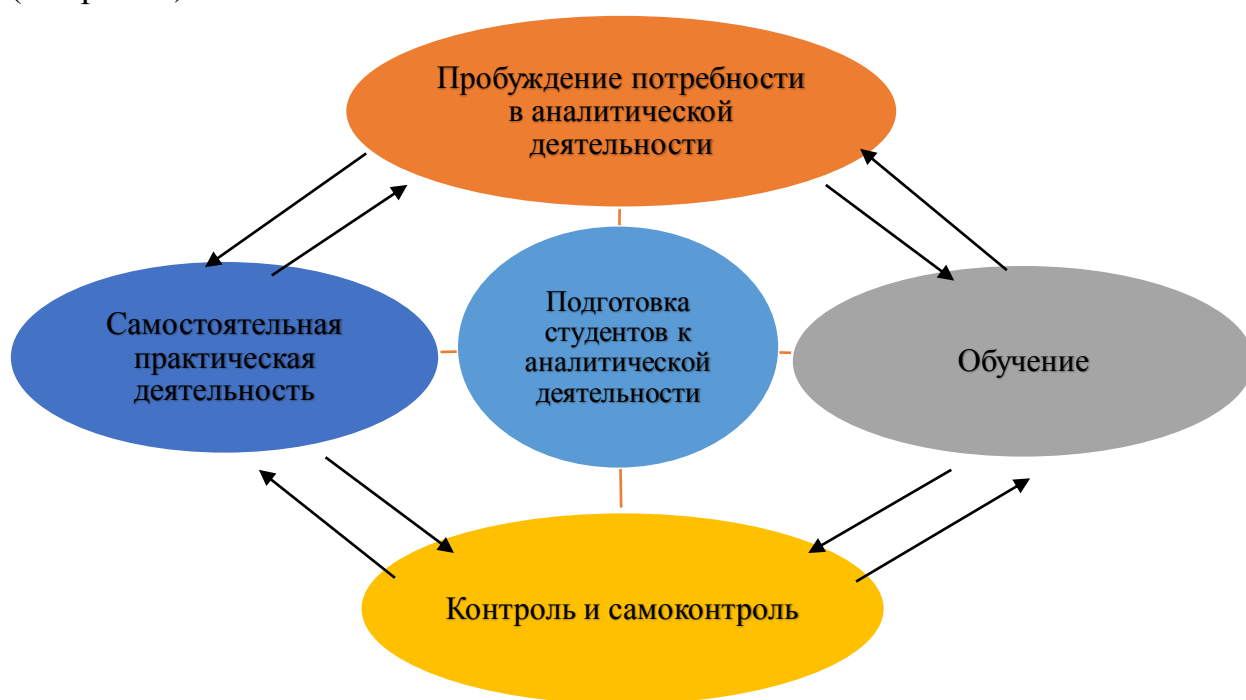 Пробуждение потребности
в аналитической
деятельности
Самостоятельная
практическая
деятельность
Подготовка
студентов к
аналитической
деятельности
Обучение
Контроль и самоконтроль